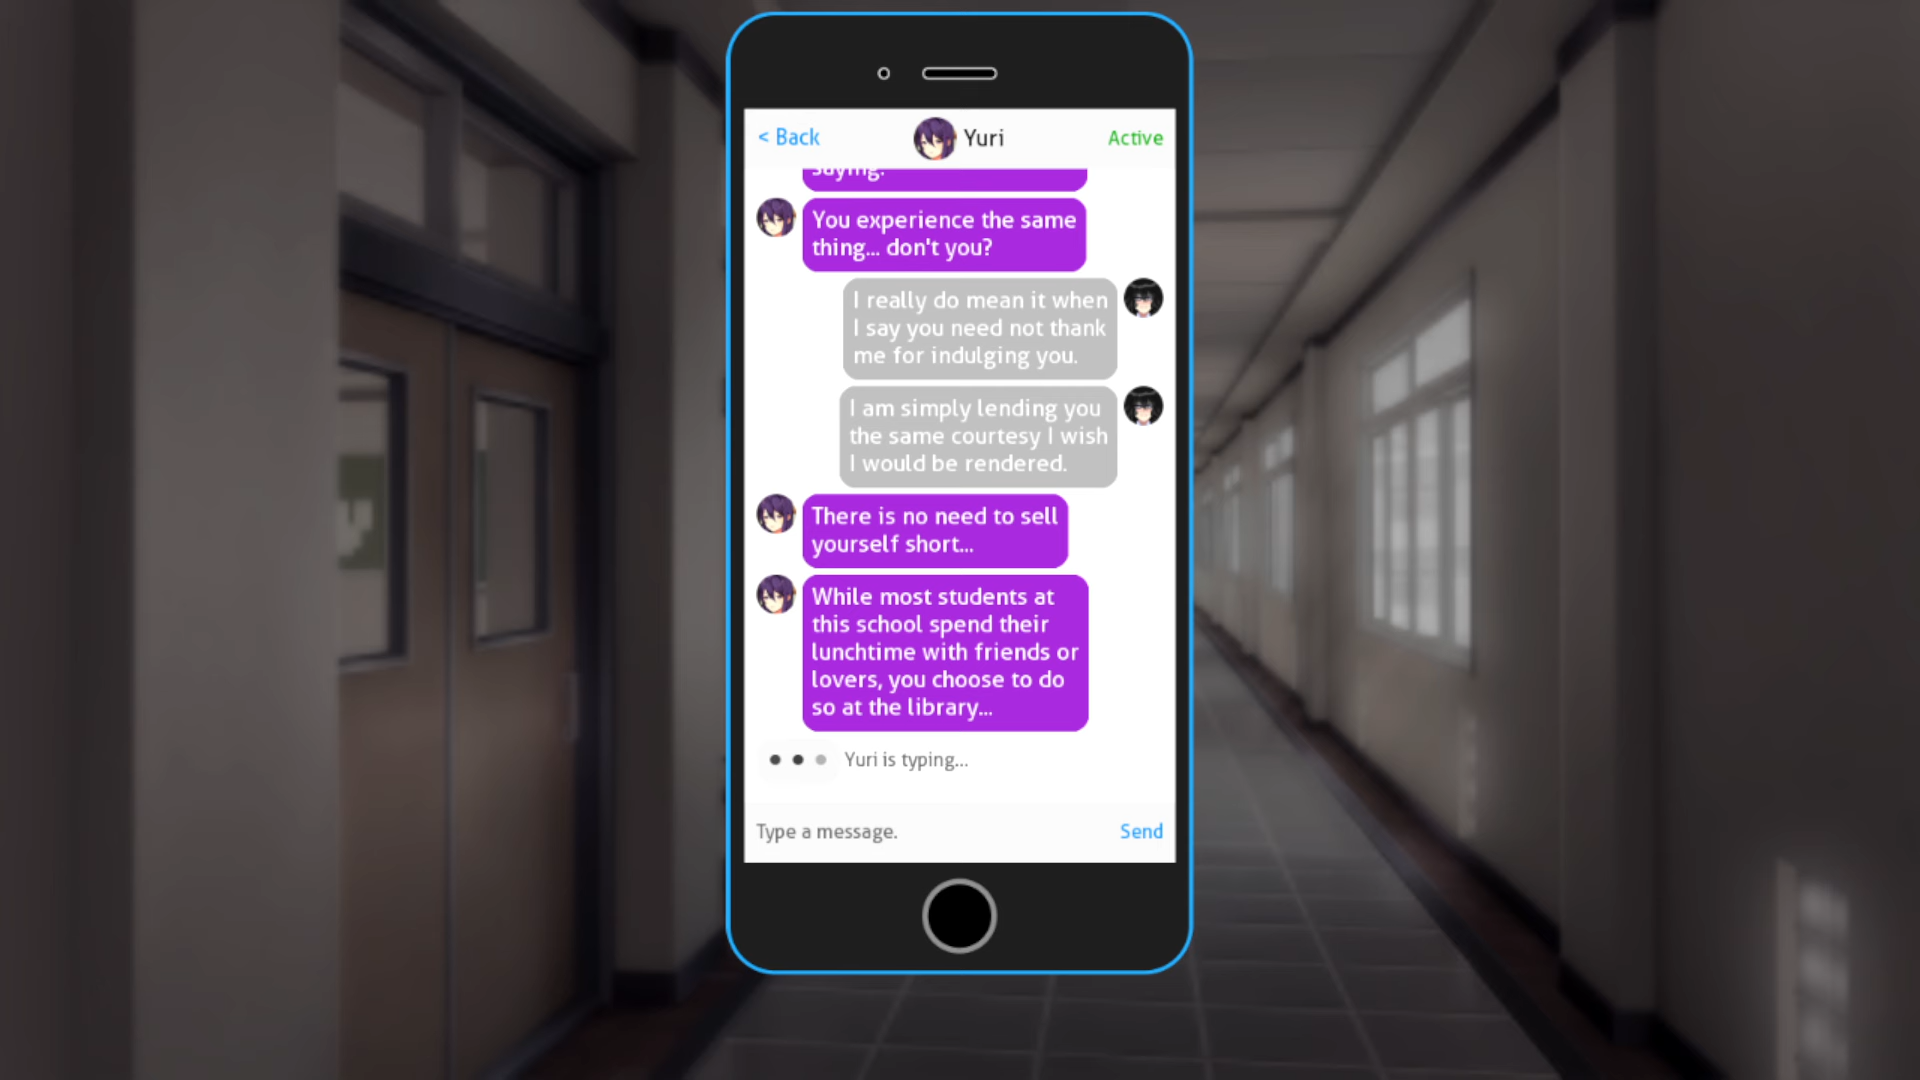 < Back
Yuri
Active
saying.
You experience the same
thing... don't you?
I really do mean it when
I say you need not thank
me for indulging you.
I am simply lending you
the same courtesy I wish
I would be rendered.
There is no need to sell
yourself short...
While most students at
this school spend their
lunchtime with friends or
lovers, you choose to do
so at the library...
Yuri is typing...
Type a message.
Send